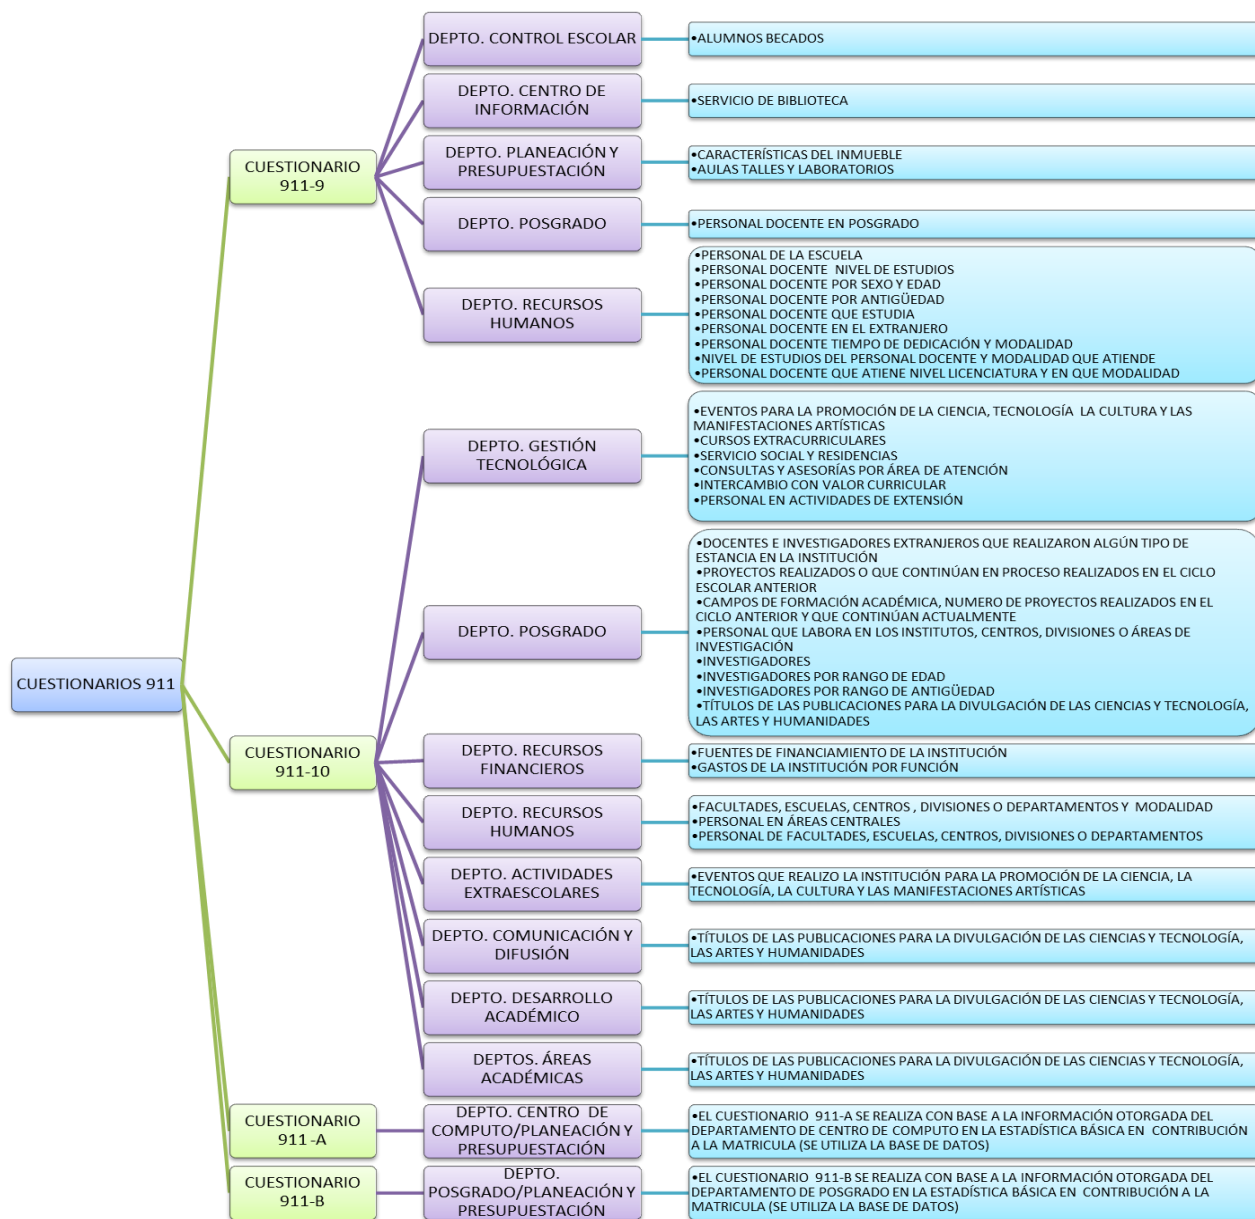 CUESTIONARIOS 911
CUESTIONARIO
911-9
DEPTO. CONTROL ESCOLAR
•ALUMNOS BECADOS
DEPTO. CENTRO DE
INFORMACIÓN
•SERVICIO DE BIBLIOTECA
DEPTO. PLANEACIÓN Y
PRESUPUESTACIÓN
•CARACTERÍSTICAS DEL INMUEBLE
•AULAS TALLES Y LABORATORIOS
DEPTO. POSGRADO
•PERSONAL DOCENTE EN POSGRADO
DEPTO. RECURSOS
HUMANOS
•PERSONAL DE LA ESCUELA
•PERSONAL DOCENTE NIVEL DE ESTUDIOS
•PERSONAL DOCENTE POR SEXO Y EDAD
•PERSONAL DOCENTE POR ANTIGÜEDAD
•PERSONAL DOCENTE QUE ESTUDIA
•PERSONAL DOCENTE EN EL EXTRANJERO
•PERSONAL DOCENTE TIEMPO DE DEDICACIÓN Y MODALIDAD
•NIVEL DE ESTUDIOS DEL PERSONAL DOCENTE Y MODALIDAD QUE ATIENDE
•PERSONAL DOCENTE QUE ATIENE NIVEL LICENCIATURA Y EN QUE MODALIDAD
CUESTIONARIO
911-10
DEPTO. GESTIÓN
TECNOLÓGICA
•EVENTOS PARA LA PROMOCIÓN DE LA CIENCIA, TECNOLOGÍA LA CULTURA Y LAS
MANIFESTACIONES ARTÍSTICAS
•CURSOS EXTRACURRICULARES
•SERVICIO SOCIAL Y RESIDENCIAS
•CONSULTAS Y ASESORÍAS POR ÁREA DE ATENCIÓN
•INTERCAMBIO CON VALOR CURRICULAR
•PERSONAL EN ACTIVIDADES DE EXTENSIÓN
DEPTO. POSGRADO
•DOCENTES E INVESTIGADORES EXTRANJEROS QUE REALIZARON ALGÚN TIPO DE
ESTANCIA EN LA INSTITUCIÓN
•PROYECTOS REALIZADOS O QUE CONTINÚAN EN PROCESO REALIZADOS EN EL CICLO
ESCOLAR ANTERIOR
•CAMPOS DE FORMACIÓN ACADÉMICA, NUMERO DE PROYECTOS REALIZADOS EN EL
CICLO ANTERIOR Y QUE CONTINÚAN ACTUALMENTE
•PERSONAL QUE LABORA EN LOS INSTITUTOS, CENTROS, DIVISIONES O ÁREAS DE
INVESTIGACIÓN
•INVESTIGADORES
•INVESTIGADORES POR RANGO DE EDAD
•INVESTIGADORES POR RANGO DE ANTIGÜEDAD
•TÍTULOS DE LAS PUBLICACIONES PARA LA DIVULGACIÓN DE LAS CIENCIAS Y TECNOLOGÍA,
LAS ARTES Y HUMANIDADES
DEPTO. RECURSOS
FINANCIEROS
•FUENTES DE FINANCIAMIENTO DE LA INSTITUCIÓN
•GASTOS DE LA INSTITUCIÓN POR FUNCIÓN
DEPTO. RECURSOS
HUMANOS
•FACULTADES, ESCUELAS, CENTROS , DIVISIONES O DEPARTAMENTOS Y MODALIDAD
•PERSONAL EN ÁREAS CENTRALES
•PERSONAL DE FACULTADES, ESCUELAS, CENTROS, DIVISIONES O DEPARTAMENTOS
DEPTO. ACTIVIDADES
EXTRAESCOLARES
•EVENTOS QUE REALIZO LA INSTITUCIÓN PARA LA PROMOCIÓN DE LA CIENCIA, LA
TECNOLOGÍA, LA CULTURA Y LAS MANIFESTACIONES ARTÍSTICAS
DEPTO. COMUNICACIÓN Y
DIFUSIÓN
•TÍTULOS DE LAS PUBLICACIONES PARA LA DIVULGACIÓN DE LAS CIENCIAS Y TECNOLOGÍA,
LAS ARTES Y HUMANIDADES
DEPTO. DESARROLLO
ACADÉMICO
•TÍTULOS DE LAS PUBLICACIONES PARA LA DIVULGACIÓN DE LAS CIENCIAS Y TECNOLOGÍA,
LAS ARTES Y HUMANIDADES
DEPTOS. ÁREAS
ACADÉMICAS
•TÍTULOS DE LAS PUBLICACIONES PARA LA DIVULGACIÓN DE LAS CIENCIAS Y TECNOLOGÍA,
LAS ARTES Y HUMANIDADES
CUESTIONARIO
911 -A
DEPTO. CENTRO DE
COMPUTO/PLANEACIÓN Y
PRESUPUESTACIÓN
•EL CUESTIONARIO 911-A SE REALIZA CON BASE A LA INFORMACIÓN OTORGADA DEL
DEPARTAMENTO DE CENTRO DE COMPUTO EN LA ESTADÍSTICA BÁSICA EN CONTRIBUCIÓN
A LA MATRICULA (SE UTILIZA LA BASE DE DATOS)
CUESTIONARIO
911-B
DEPTO.
POSGRADO/PLANEACIÓN Y
PRESUPUESTACIÓN
•EL CUESTIONARIO 911-B SE REALIZA CON BASE A LA INFORMACIÓN OTORGADA DEL
DEPARTAMENTO DE POSGRADO EN LA ESTADÍSTICA BÁSICA EN CONTRIBUCIÓN A LA
MATRICULA (SE UTILIZA LA BASE DE DATOS)